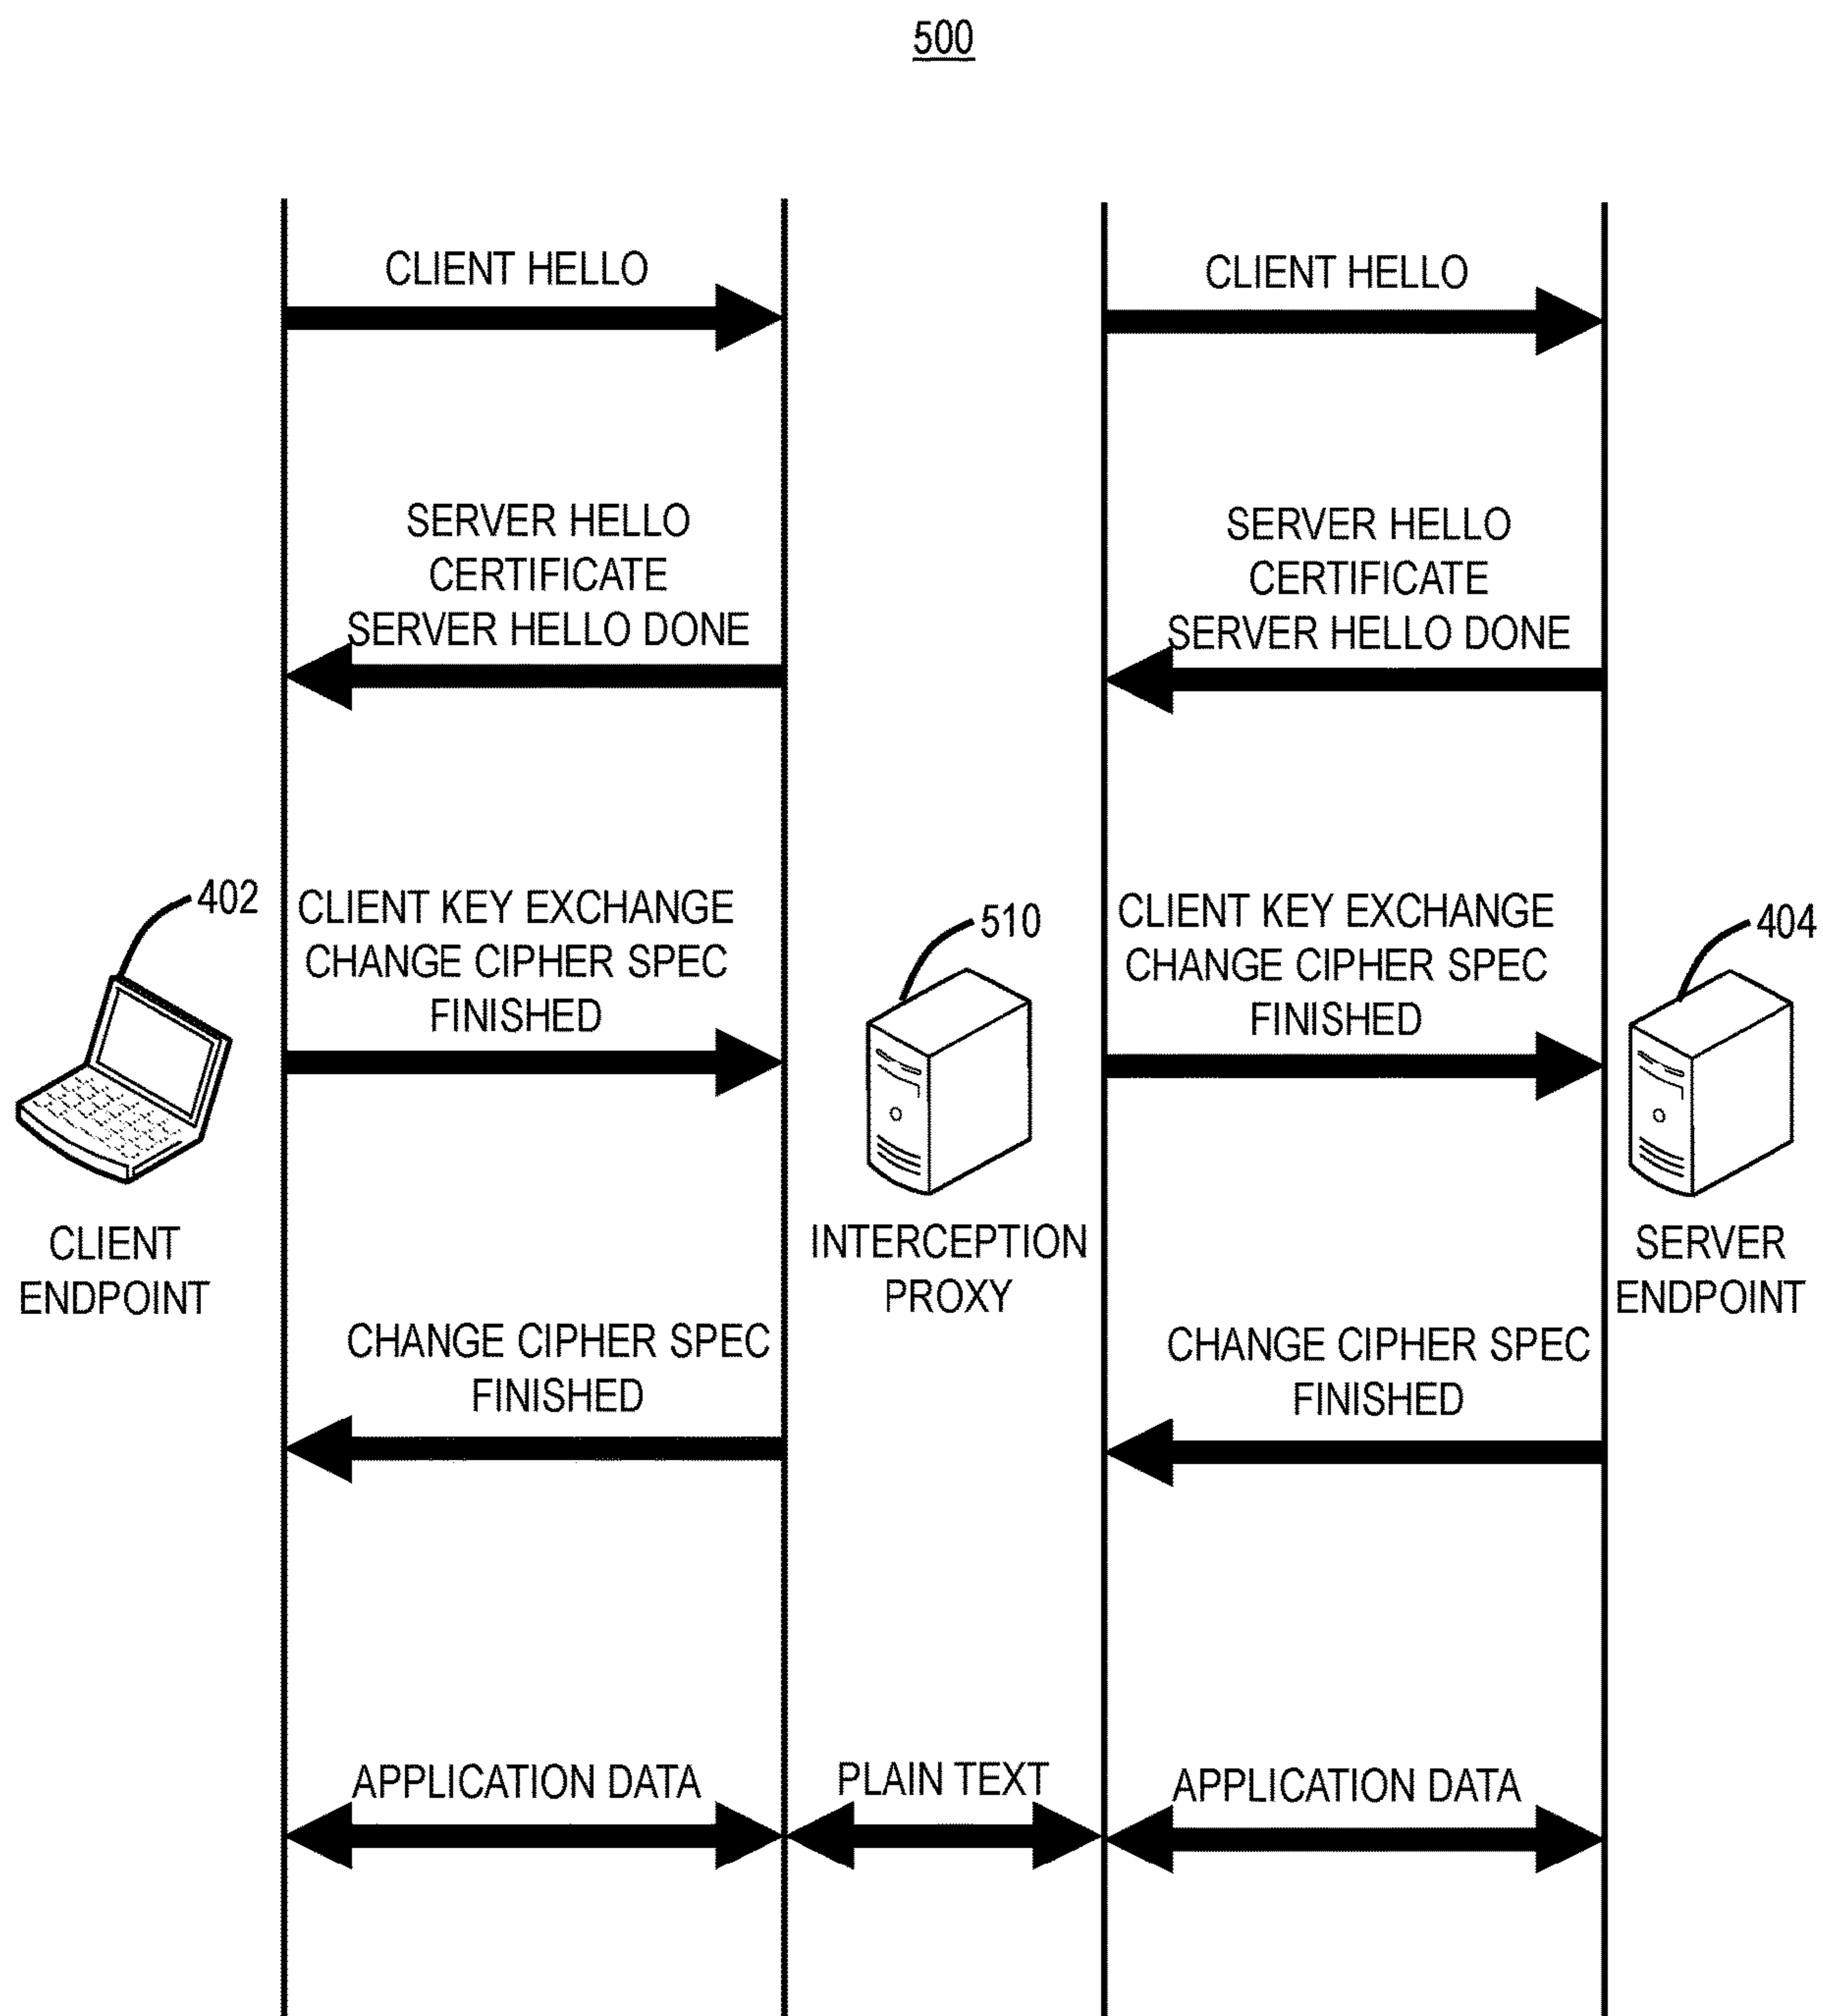 500
CLIENT HELLO
CLIENT HELLO
SERVER HELLO
CERTIFICATE
SERVER HELLO DONE
SERVER HELLO
CERTIFICATE
SERVER HELLO DONE
402
CLIENT KEY EXCHANGE
CHANGE CIPHER SPEC
FINISHED
510
CLIENT KEY EXCHANGE
CHANGE CIPHER SPEC
FINISHED
404
CLIENT
ENDPOINT
INTERCEPTION
PROXY
SERVER
ENDPOINT
CHANGE CIPHER SPEC
FINISHED
CHANGE CIPHER SPEC
FINISHED
APPLICATION DATA
PLAIN TEXT
APPLICATION DATA